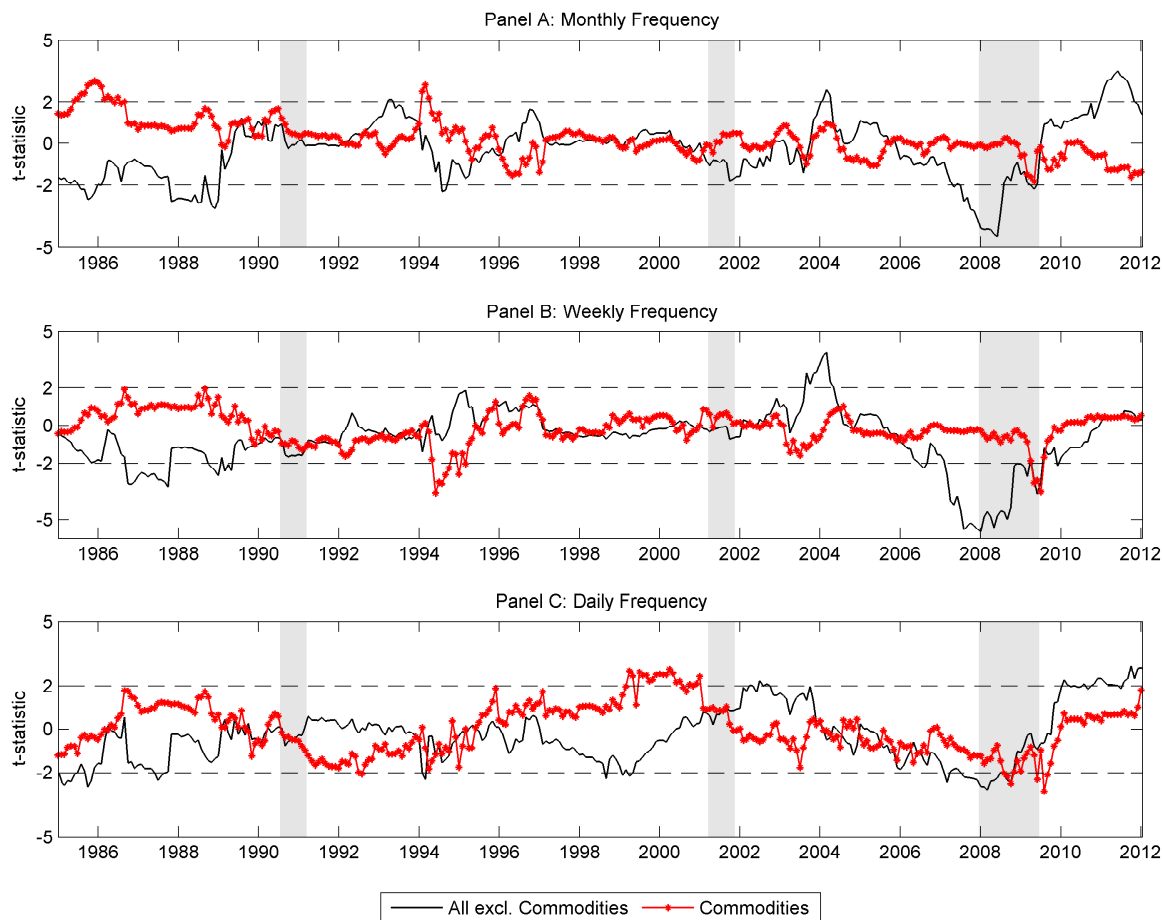 Panel A: Monthly Frequency
5
2
0
-2
-5
t-statistic
1986 1988 1990 1992 1994 1996 1998 2000 2002 2004 2006 2008 2010 2012
Panel B: Weekly Frequency
5
2
0
-2
-5
t-statistic
1986 1988 1990 1992 1994 1996 1998 2000 2002 2004 2006 2008 2010 2012
Panel C: Daily Frequency
5
2
0
-2
-5
t-statistic
1986 1988 1990 1992 1994 1996 1998 2000 2002 2004 2006 2008 2010 2012
All excl. Commodities Commodities